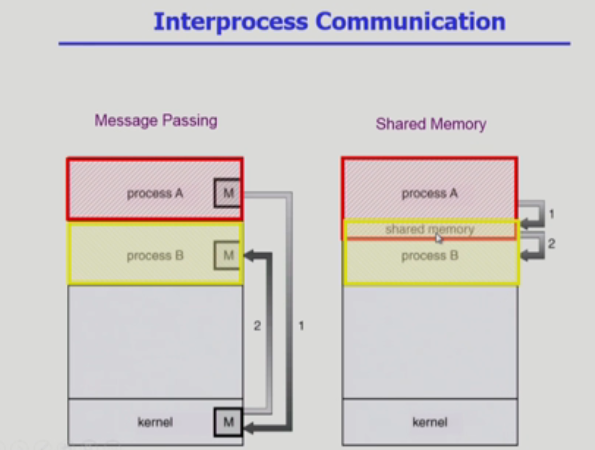 Interprocess Communication
Message Passing
process A
M
process B
M
2
1
kernel
M
Shared Memory
process A
1
shared memory
2
process B
kernel